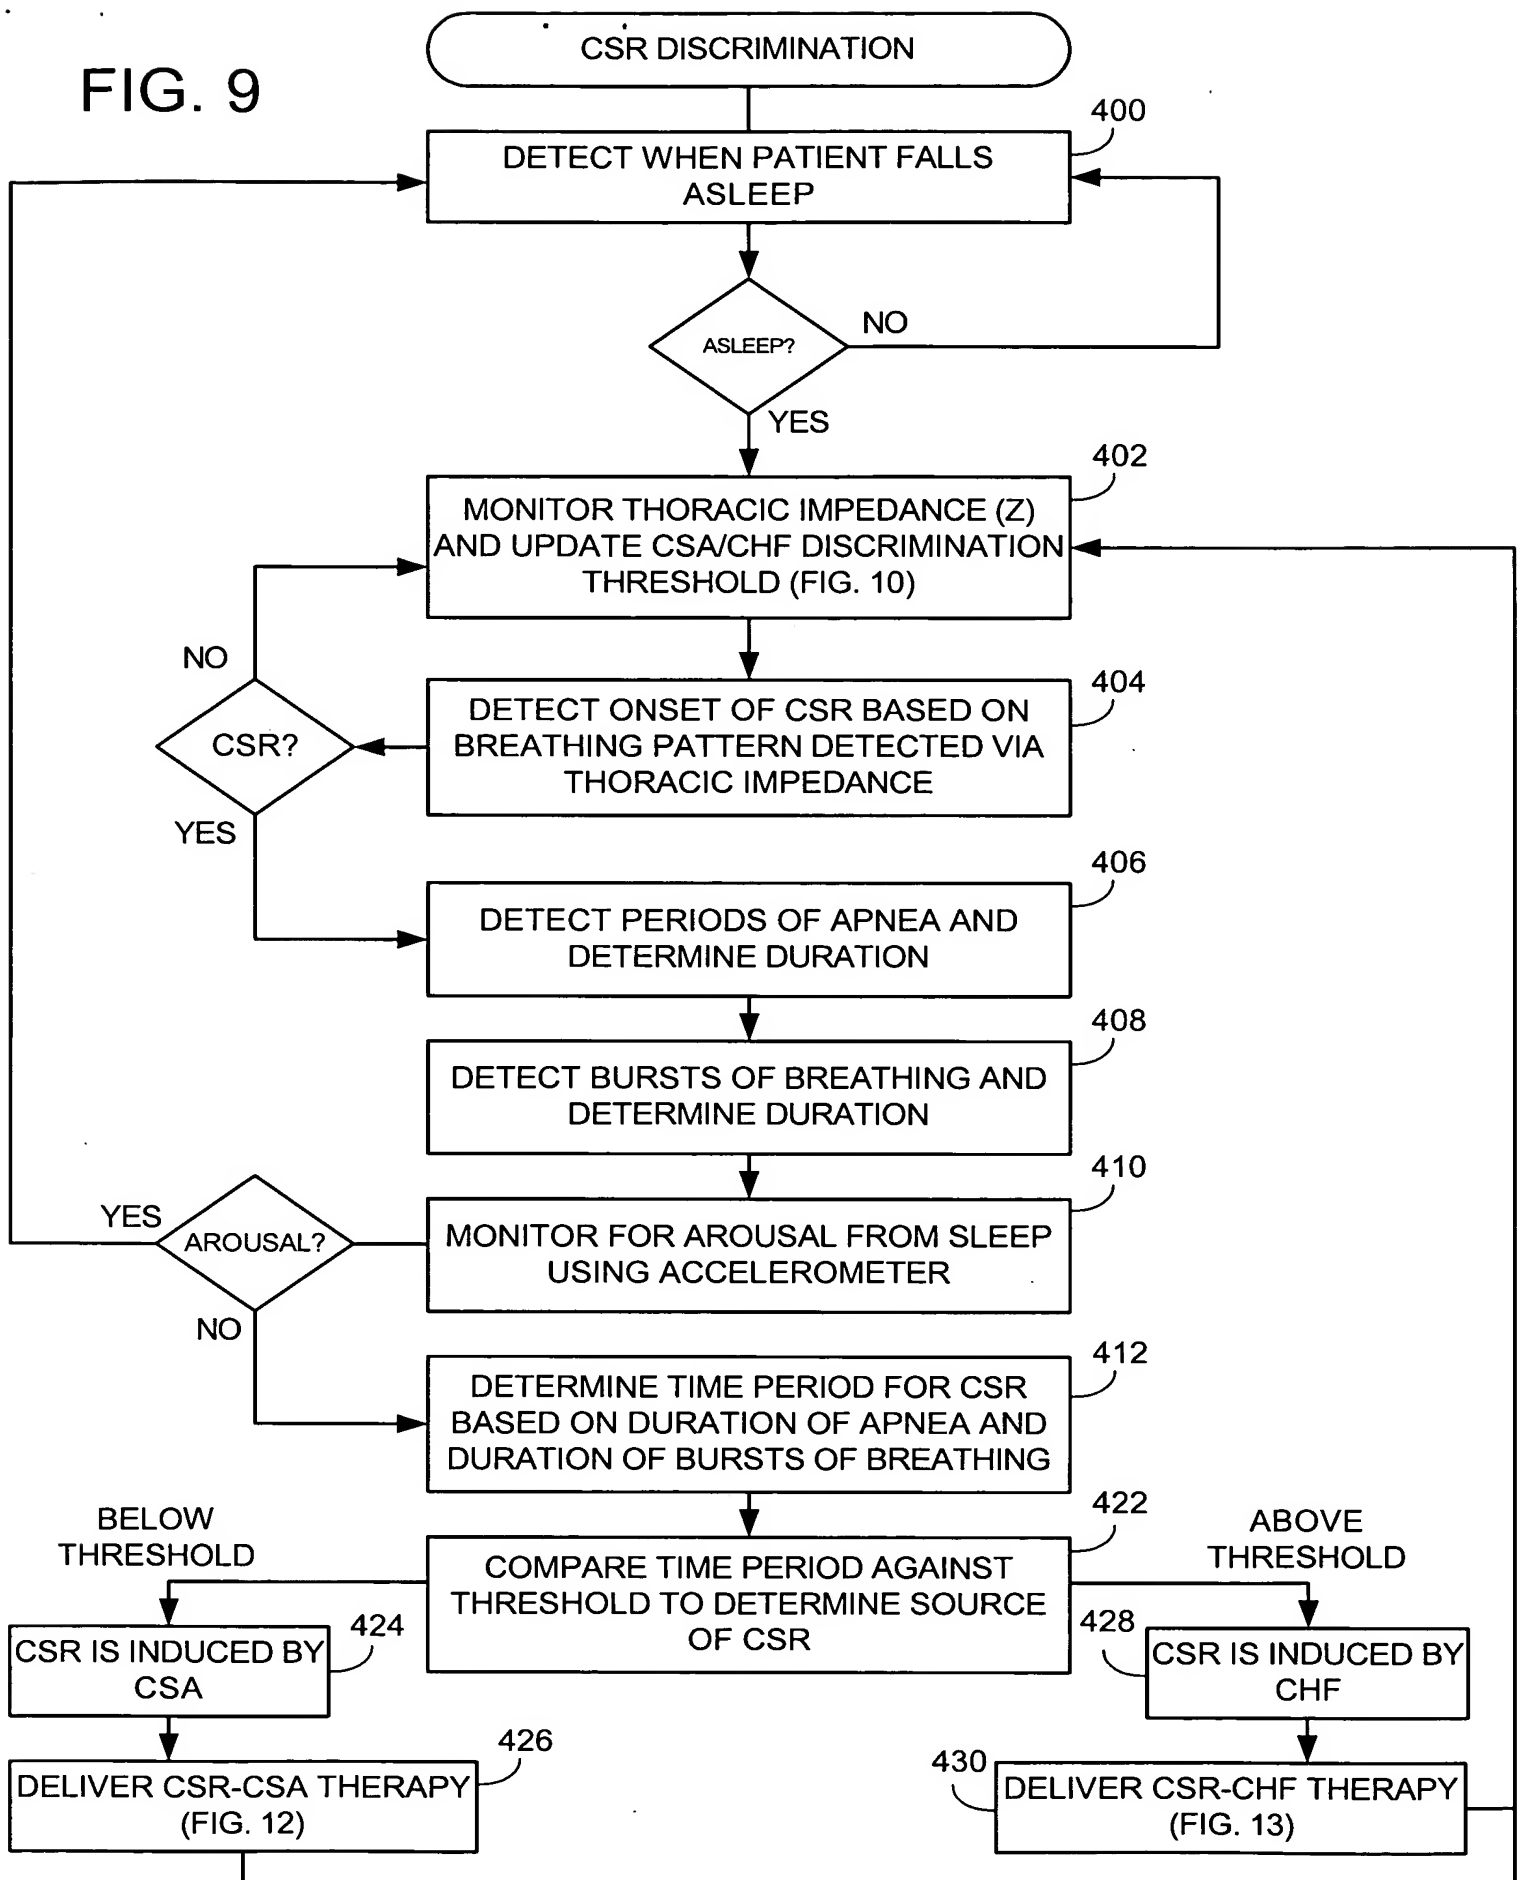 FIG. 9
CSR DISCRIMINATION
400
DETECT WHEN PATIENT FALLS
ASLEEP
ASLEEP?
NO
YES
402
MONITOR THORACIC IMPEDANCE (Z)
AND UPDATE CSA/CHF DISCRIMINATION
THRESHOLD (FIG. 10)
NO
404
DETECT ONSET OF CSR BASED ON
BREATHING PATTERN DETECTED VIA
THORACIC IMPEDANCE
CSR?
YES
406
DETECT PERIODS OF APNEA AND
DETERMINE DURATION
408
DETECT BURSTS OF BREATHING AND
DETERMINE DURATION
410
MONITOR FOR AROUSAL FROM SLEEP
USING ACCELEROMETER
YES
AROUSAL?
NO
412
DETERMINE TIME PERIOD FOR CSR
BASED ON DURATION OF APNEA AND
DURATION OF BURSTS OF BREATHING
422
COMPARE TIME PERIOD AGAINST
THRESHOLD TO DETERMINE SOURCE
OF CSR
BELOW
THRESHOLD
ABOVE
THRESHOLD
424
CSR IS INDUCED BY
CSA
428
CSR IS INDUCED BY
CHF
426
DELIVER CSR-CSA THERAPY
(FIG. 12)
430
DELIVER CSR-CHF THERAPY
(FIG. 13)